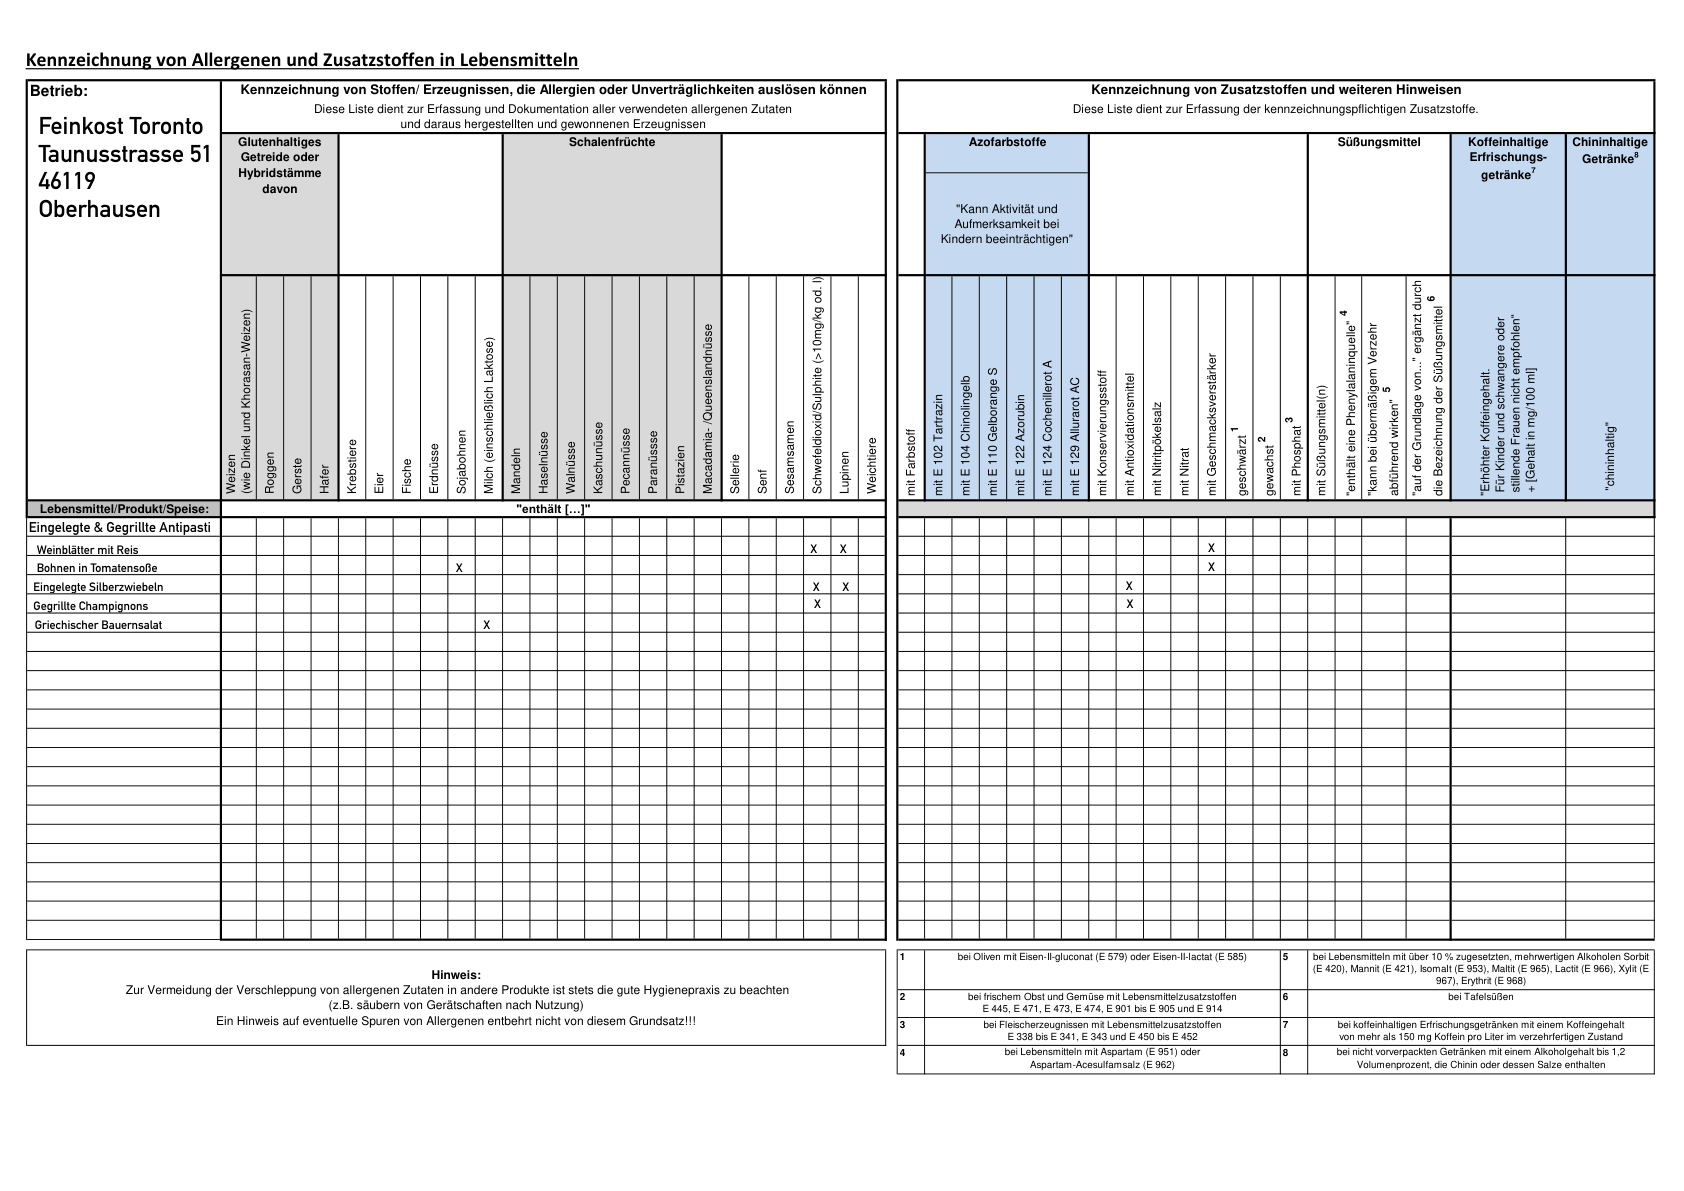 Kennzeichnung von Allergenen und Zusatzstoffen in Lebensmitteln
Betrieb:
Feinkost Toronto
Taunusstrasse 51
46119
Oberhausen
Kennzeichnung von Stoffen/ Erzeugnissen, die Allergien oder Unverträglichkeiten auslösen können
Diese Liste dient zur Erfassung und Dokumentation aller verwendeten allergenen Zutaten
und daraus hergestellten und gewonnenen Erzeugnissen
Glutenhaltiges
Getreide oder
Hybridstämme
davon
Schalenfrüchte
Weizen
(wie Dinkel und Khorasan-Weizen)
Roggen
Gerste
Hafer
Krebstiere
Eier
Fische
Erdnüsse
Sojabohnen
Milch (einschließlich Laktose)
Mandeln
Haselnüsse
Walnüsse
Kaschunüsse
Pecannüsse
Paranüsse
Pistazien
Macadamia- /Queenslandnüsse
Sellerie
Senf
Sesamsamen
Schwefeldioxid/Sulphite (>10mg/kg od. l)
Lupinen
Weichtiere
Kennzeichnung von Zusatzstoffen und weiteren Hinweisen
Diese Liste dient zur Erfassung der kennzeichnungspflichtigen Zusatzstoffe.
Azofarbstoffe
"Kann Aktivität und
Aufmerksamkeit bei
Kindern beeinträchtigen"
Süßungsmittel
Koffeinhaltige
Erfrischungs-
getränke7
Chininhaltige
Getränke8
mit Farbstoff
mit E 102 Tartrazin
mit E 104 Chinolingelb
mit E 110 Gelborange S
mit E 122 Azorubin
mit E 124 Cochenillerot A
mit E 129 Allurarot AC
mit Konservierungsstoff
mit Antioxidationsmittel
mit Nitritpökelsalz
mit Nitrat
mit Geschmacksverstärker
geschwärzt 1
gewachst 2
mit Phosphat 3
mit Süßungsmittel(n)
"enthält eine Phenylalaninquelle" 4
"kann bei übermäßigem Verzehr
abführend wirken" 5
"auf der Grundlage von..." ergänzt durch
die Bezeichnung der Süßungsmittel 6
"Erhöhter Koffeingehalt.
Für Kinder und schwangere oder
stillende Frauen nicht empfohlen"
+ [Gehalt in mg/100 ml]
"chininhaltig"
Lebensmittel/Produkt/Speise:
"enthält [...]"
Eingelegte & Gegrillte Antipasti
Weinblätter mit Reis X X X
Bohnen in Tomatensoße X X
Eingelegte Silberzwiebeln X X X
Gegrillte Champignons X X
Griechischer Bauernsalat X
Hinweis:
Zur Vermeidung der Verschleppung von allergenen Zutaten in andere Produkte ist stets die gute Hygienepraxis zu beachten
(z.B. säubern von Gerätschaften nach Nutzung)
Ein Hinweis auf eventuelle Spuren von Allergenen entbehrt nicht von diesem Grundsatz!!!
1 bei Oliven mit Eisen-II-gluconat (E 579) oder Eisen-II-lactat (E 585)
2 bei frischem Obst und Gemüse mit Lebensmittelzusatzstoffen
E 445, E 471, E 473, E 474, E 901 bis E 905 und E 914
3 bei Fleischerzeugnissen mit Lebensmittelzusatzstoffen
E 338 bis E 341, E 343 und E 450 bis E 452
4 bei Lebensmitteln mit Aspartam (E 951) oder
Aspartam-Acesulfamsalz (E 962)
5 bei Lebensmitteln mit über 10 % zugesetzten, mehrwertigen Alkoholen Sorbit
(E 420), Mannit (E 421), Isomalt (E 953), Maltit (E 965), Lactit (E 966), Xylit (E
967), Erythrit (E 968)
6 bei Tafelsüßen
7 bei koffeinhaltigen Erfrischungsgetränken mit einem Koffeingehalt
von mehr als 150 mg Koffein pro Liter im verzehrfertigen Zustand
8 bei nicht vorverpackten Getränken mit einem Alkoholgehalt bis 1,2
Volumenprozent, die Chinin oder dessen Salze enthalten